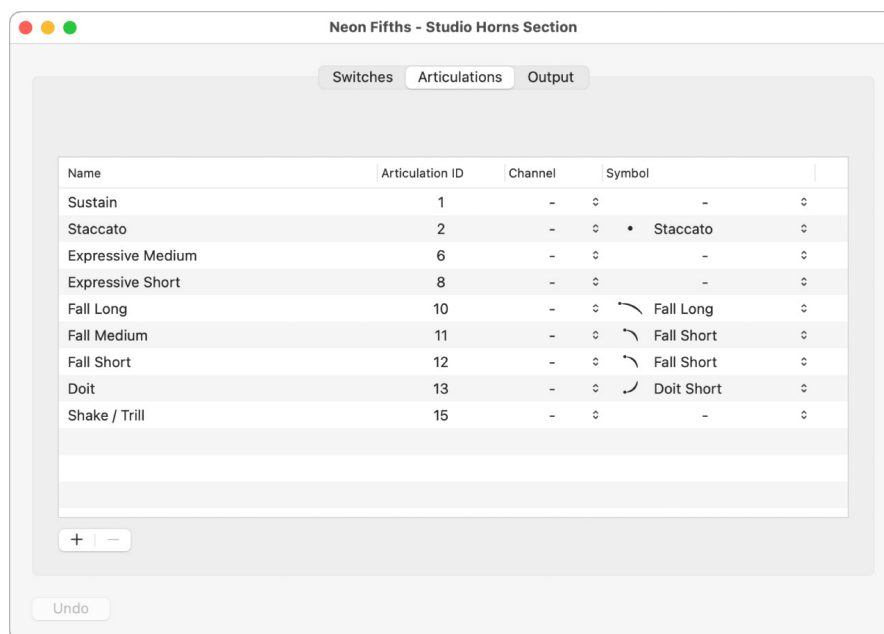 Neon Fifths - Studio Horns Section
Switches Articulations Output
Name Articulation ID Channel Symbol
Sustain 1 - -
Staccato 2 - Staccato
Expressive Medium 6 - -
Expressive Short 8 - -
Fall Long 10 - Fall Long
Fall Medium 11 - Fall Short
Fall Short 12 - Fall Short
Doit 13 - Doit Short
Shake / Trill 15 - -
+ −
Undo